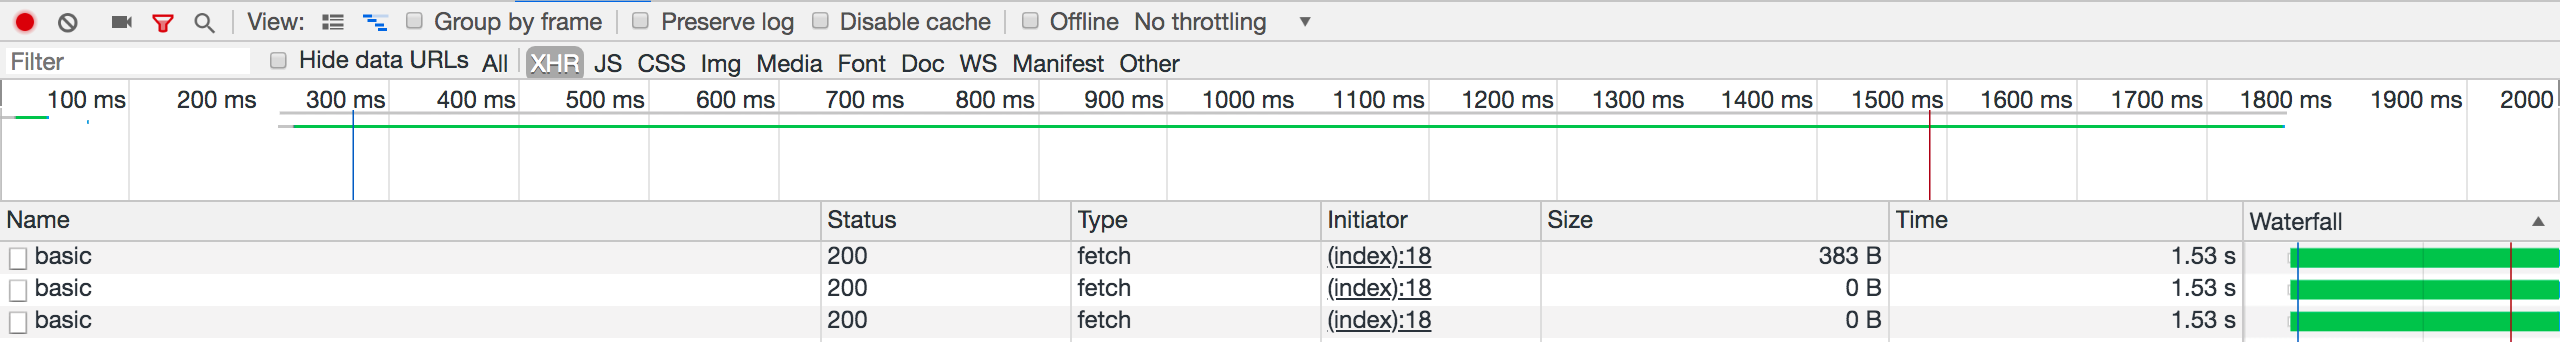 View: Group by frame Preserve log Disable cache Offline No throttling
Filter Hide data URLs All XHR JS CSS Img Media Font Doc WS Manifest Other
100 ms 200 ms 300 ms 400 ms 500 ms 600 ms 700 ms 800 ms 900 ms 1000 ms 1100 ms 1200 ms 1300 ms 1400 ms 1500 ms 1600 ms 1700 ms 1800 ms 1900 ms 2000
Name Status Type Initiator Size Time Waterfall
basic 200 fetch (index):18 383 B 1.53 s
basic 200 fetch (index):18 0 B 1.53 s
basic 200 fetch (index):18 0 B 1.53 s